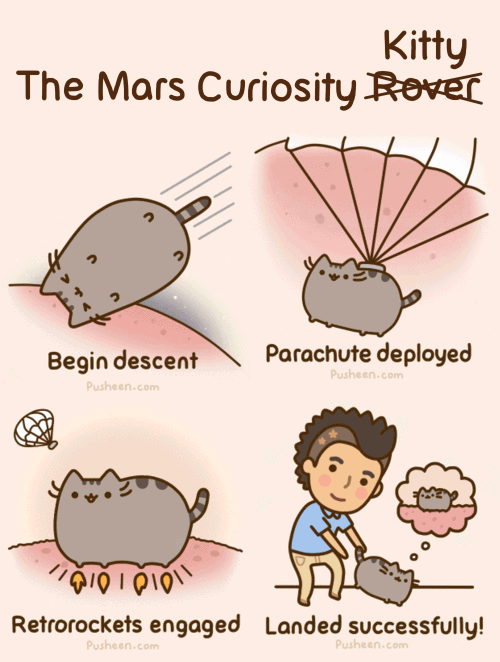 Kitty
The Mars Curiosity Rover
Begin descent
Pusheen.com
Parachute deployed
Pusheen.com
Retrorockets engaged
Pusheen.com
Landed successfully!
Pusheen.com